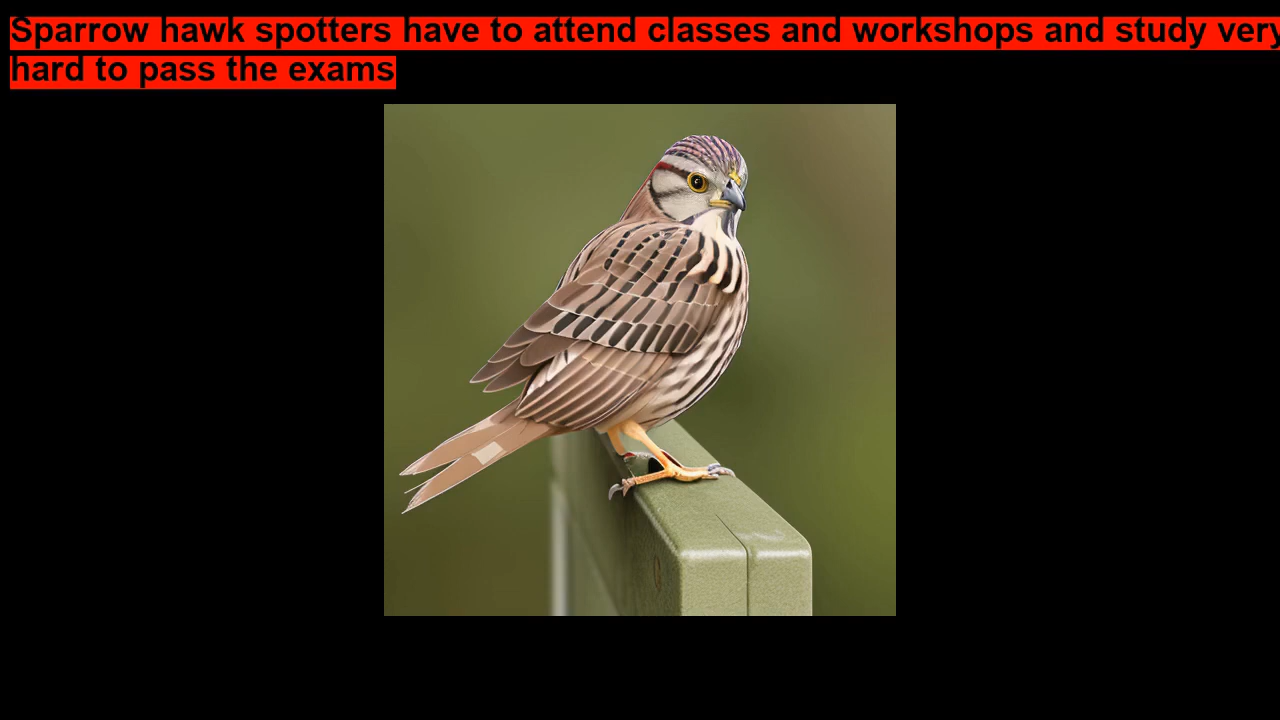 Sparrow hawk spotters have to attend classes and workshops and study very
hard to pass the exams